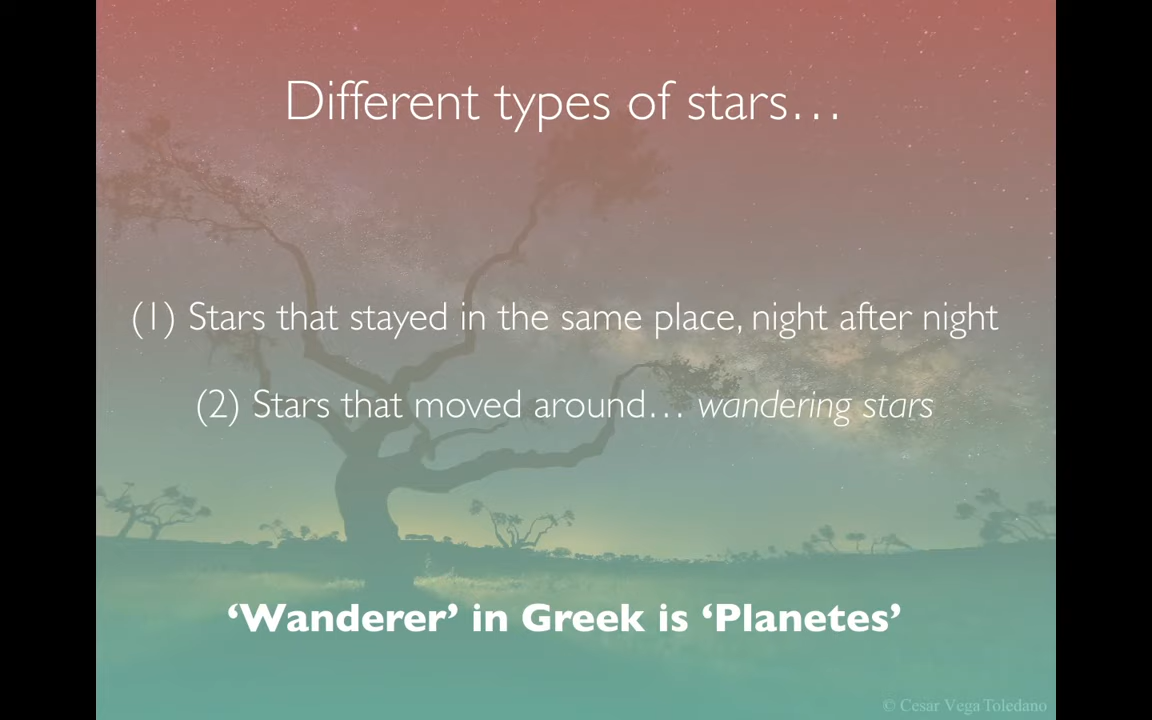 Different types of stars…
(1) Stars that stayed in the same place, night after night
(2) Stars that moved around… wandering stars
‘Wanderer’ in Greek is ‘Planetes’
© Cesar Vega Toledano